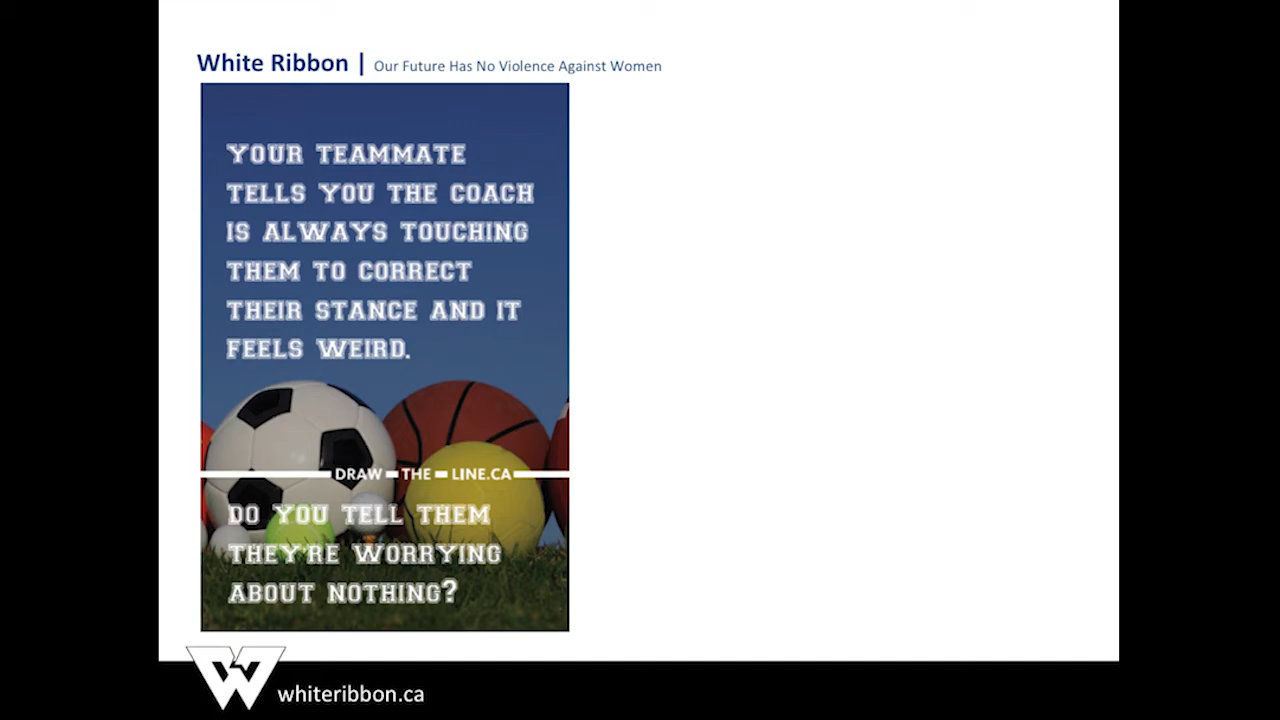 White Ribbon | Our Future Has No Violence Against Women
YOUR TEAMMATE
TELLS YOU THE COACH
IS ALWAYS TOUCHING
THEM TO CORRECT
THEIR STANCE AND IT
FEELS WEIRD.
DRAW THE LINE.CA
DO YOU TELL THEM
THEY'RE WORRYING
ABOUT NOTHING?
W
whiteribbon.ca